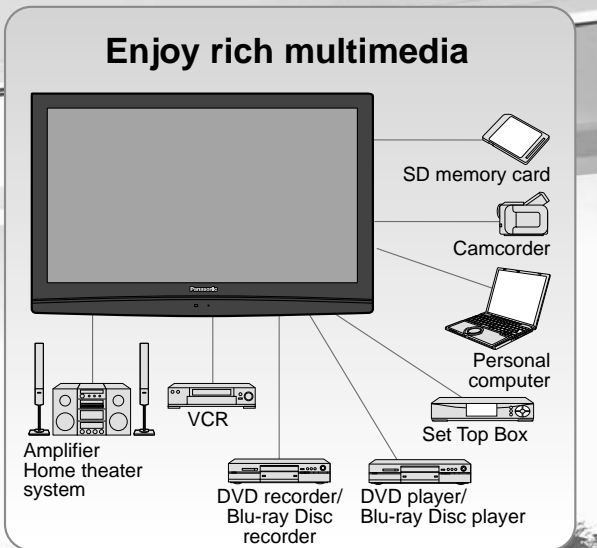 Enjoy rich multimedia
SD memory card
Camcorder
Panasonic
Personal
computer
VCR
Set Top Box
Amplifier
Home theater
system
DVD recorder/
Blu-ray Disc
recorder
DVD player/
Blu-ray Disc player